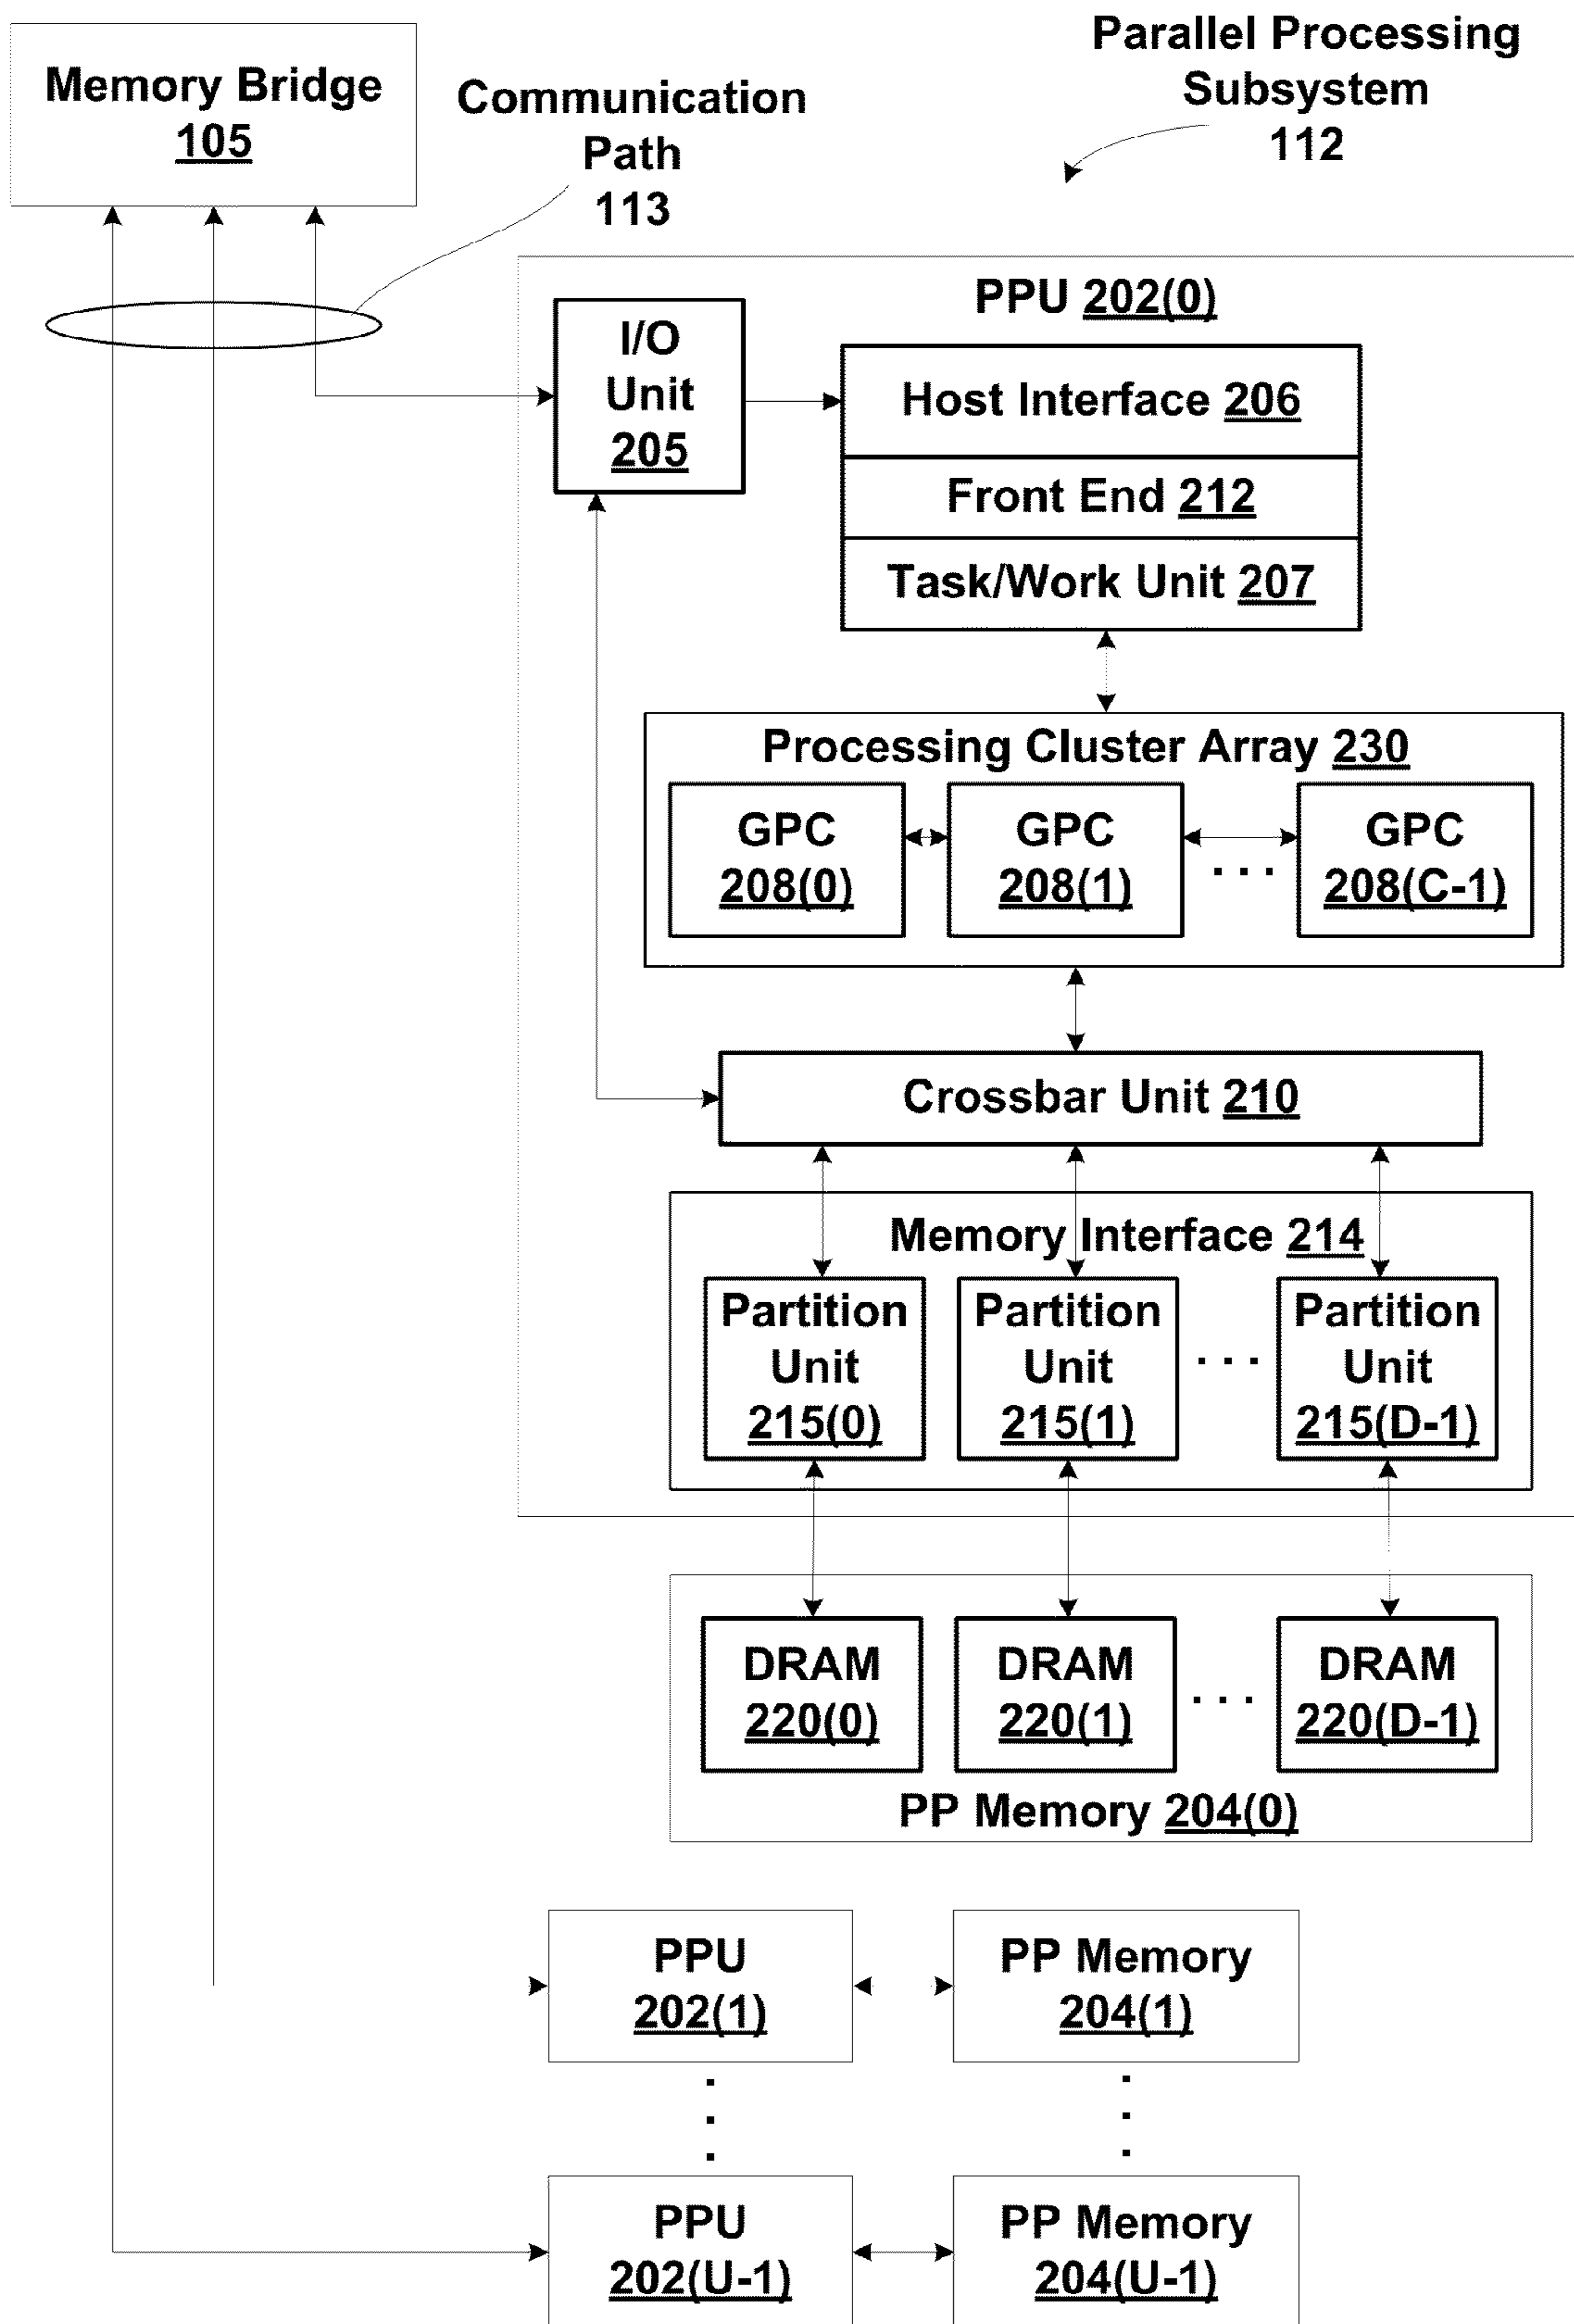 Parallel Processing
Subsystem
112
Memory Bridge
105
Communication
Path
113
PPU 202(0)
I/O
Unit
205
Host Interface 206
Front End 212
Task/Work Unit 207
Processing Cluster Array 230
GPC
208(0)
GPC
208(1)
. . .
GPC
208(C-1)
Crossbar Unit 210
Memory Interface 214
Partition
Unit
215(0)
Partition
Unit
215(1)
. . .
Partition
Unit
215(D-1)
DRAM
220(0)
DRAM
220(1)
. . .
DRAM
220(D-1)
PP Memory 204(0)
PPU
202(1)
PP Memory
204(1)
PPU
202(U-1)
PP Memory
204(U-1)